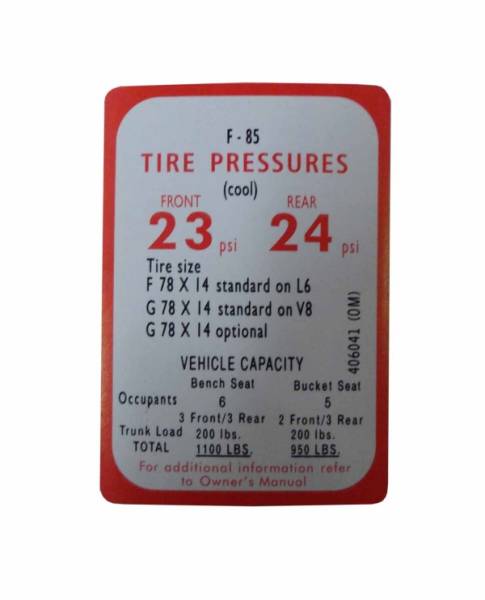 F - 85
TIRE PRESSURES
(cool)
FRONT REAR
23 psi 24 psi
Tire size
F 78 X 14 standard on L6
G 78 X 14 standard on V8
G 78 X 14 optional
406041 (OM)
VEHICLE CAPACITY
Bench Seat Bucket Seat
Occupants 6 5
3 Front/3 Rear 2 Front/3 Rear
Trunk Load 200 lbs. 200 lbs.
TOTAL 1100 LBS. 950 LBS.
For additional information refer
to Owner's Manual